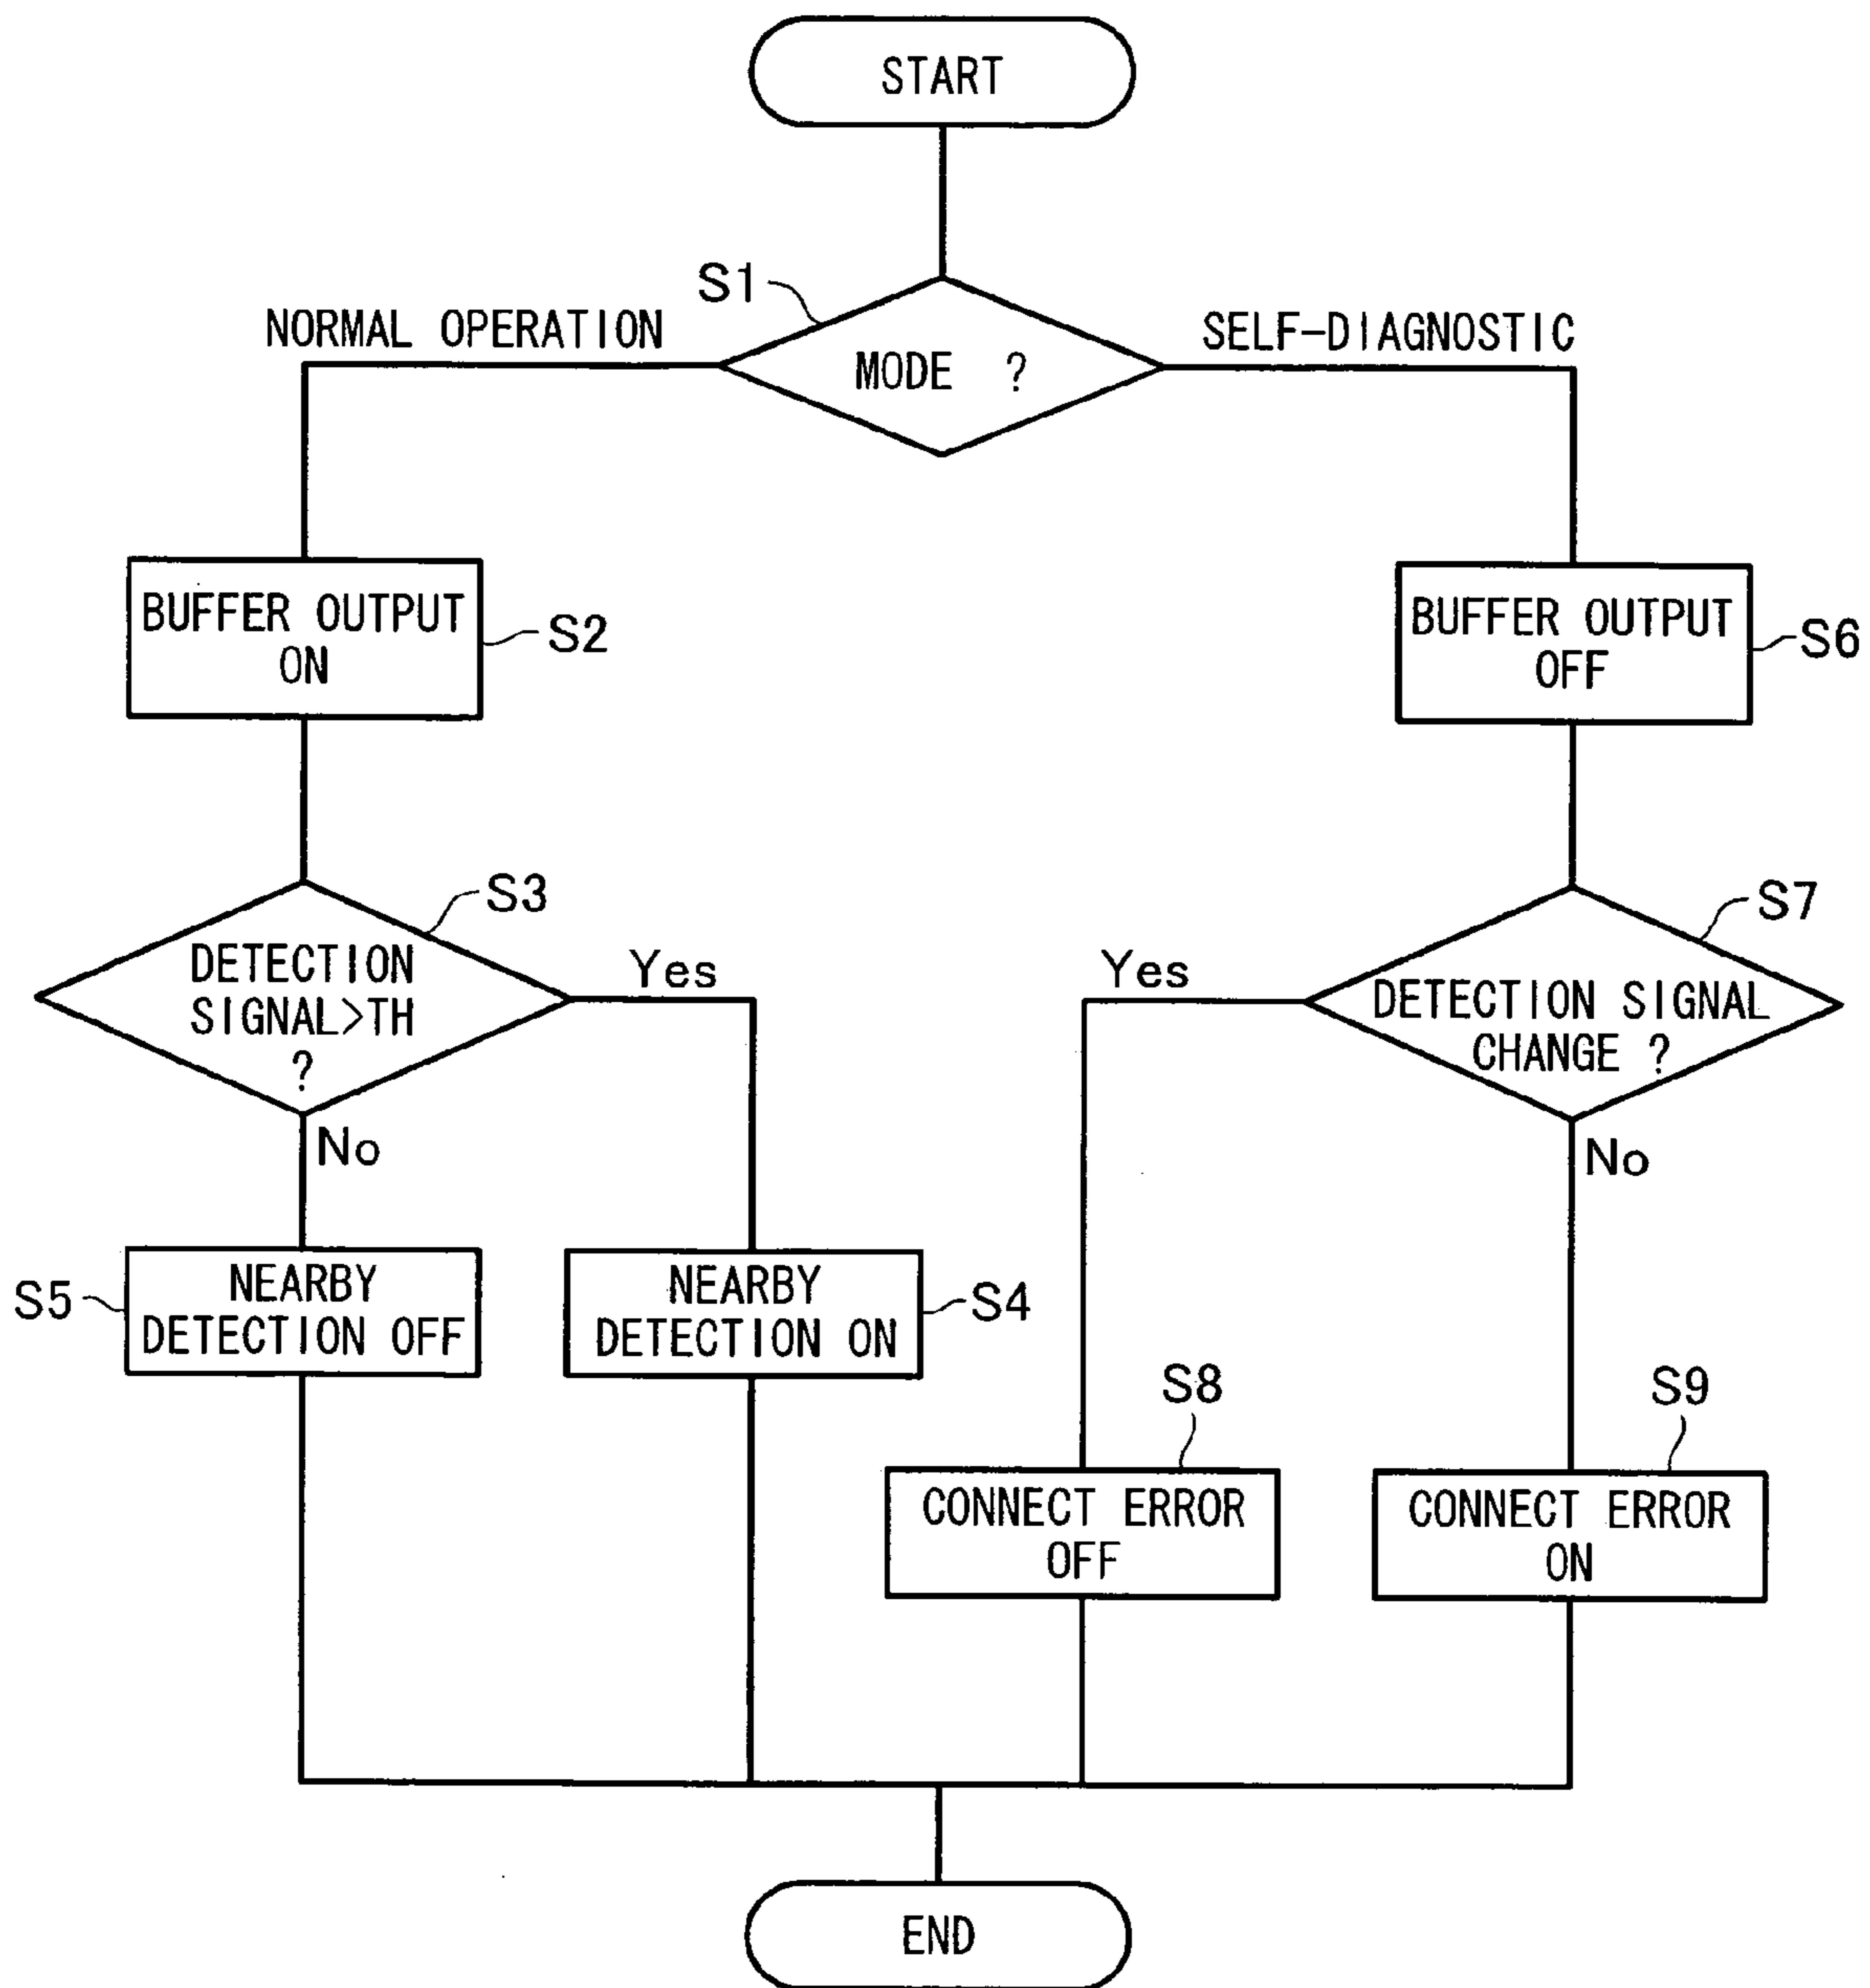 START
S1
NORMAL OPERATION
SELF-DIAGNOSTIC
MODE ?
BUFFER OUTPUT
ON
S2
BUFFER OUTPUT
OFF
S6
S3
DETECTION
SIGNAL>TH
?
Yes
No
S7
Yes
DETECTION SIGNAL
CHANGE ?
No
S5
NEARBY
DETECTION OFF
NEARBY
DETECTION ON
S4
S8
CONNECT ERROR
OFF
S9
CONNECT ERROR
ON
END